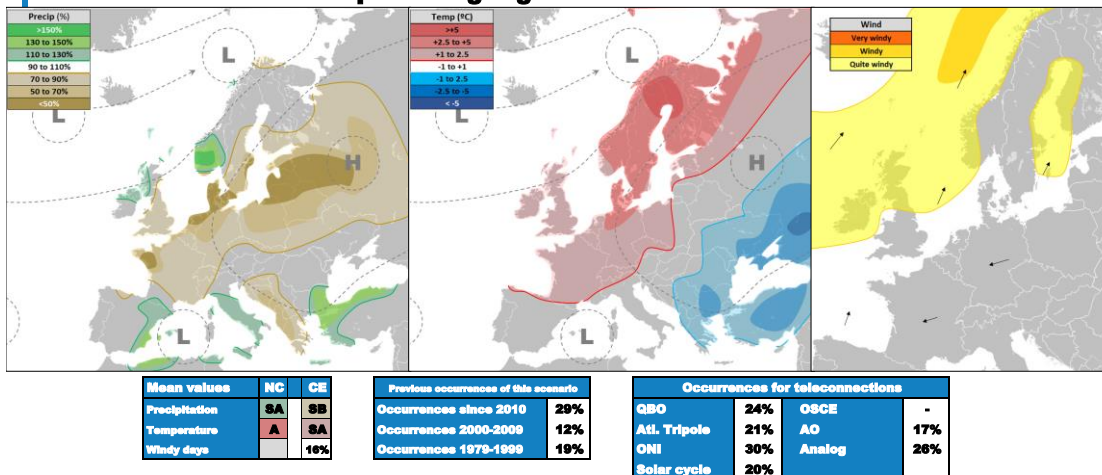 Precip (%)
>150%
130 to 150%
110 to 130%
90 to 110%
70 to 90%
50 to 70%
<50%
L
L
H
L
Temp (ºC)
>+5
+2.5 to +5
+1 to 2.5
-1 to +1
-1 to 2.5
-2.5 to -5
< -5
L
L
H
L
Wind
Very windy
Windy
Quite windy
Mean values NC CE
Precipitation SA SB
Temperature A SA
Windy days 16%
Previous occurrences of this scenario
Occurrences since 2010 29%
Occurrences 2000-2009 12%
Occurrences 1979-1999 19%
Occurrences for teleconnections
QBO 24% OSCE -
Atl. Tripole 21% AO 17%
ONI 30% Analog 26%
Solar cycle 20%